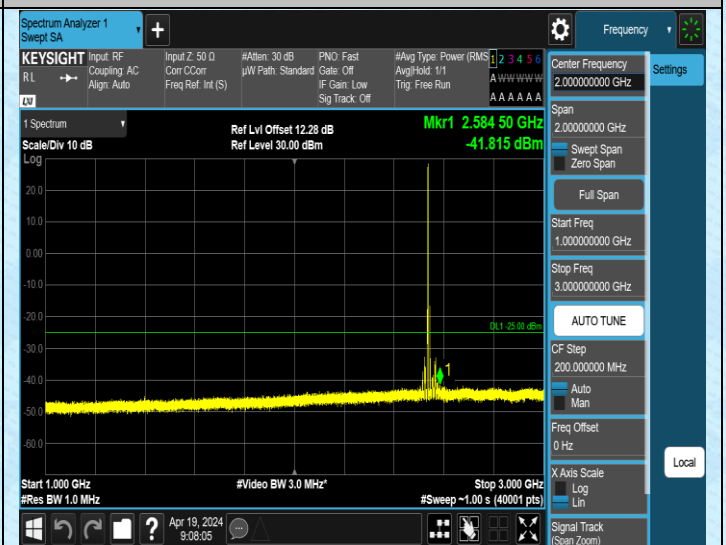 Spectrum Analyzer 1
Swept SA
+
Frequency
KEYSIGHT
RL
LXI
Input: RF
Coupling: AC
Align: Auto
Input Z: 50 Ω
Corr CCorr
Freq Ref: Int (S)
#Atten: 30 dB
µW Path: Standard
PNO: Fast
Gate: Off
IF Gain: Low
Sig Track: Off
#Avg Type: Power (RMS
Avg|Hold: 1/1
Trig: Free Run
1 2 3 4 5 6
A W W W W W
A A A A A A
1 Spectrum
Scale/Div 10 dB
Log
Ref Lvl Offset 12.28 dB
Ref Level 30.00 dBm
Mkr1 2.584 50 GHz
-41.815 dBm
20.0
10.0
0.00
-10.0
-20.0
-30.0
-40.0
-50.0
-60.0
DL1 -25.00 dBm
1
Start 1.000 GHz
#Res BW 1.0 MHz
#Video BW 3.0 MHz*
Stop 3.000 GHz
#Sweep ~1.00 s (40001 pts)
Center Frequency
2.000000000 GHz
Settings
Span
2.00000000 GHz
Swept Span
Zero Span
Full Span
Start Freq
1.000000000 GHz
Stop Freq
3.000000000 GHz
AUTO TUNE
CF Step
200.000000 MHz
Auto
Man
Freq Offset
0 Hz
X Axis Scale
Log
Lin
Local
Signal Track
(Span Zoom)
?
Apr 19, 2024
9:08:05